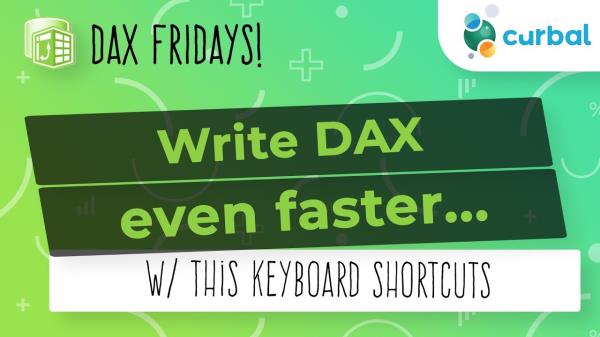 DAX FRIDAYS!
curbal
Write DAX
even faster...
W/ THIS KEYBOARD SHORTCUTS